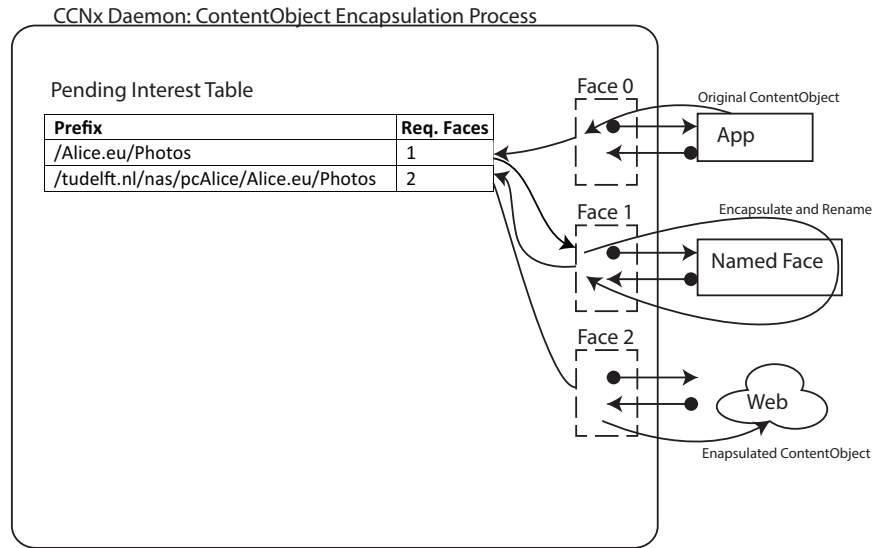 CCNx Daemon: ContentObject Encapsulation Process
Pending Interest Table
Prefix Req. Faces
/Alice.eu/Photos 1
/tudelft.nl/nas/pcAlice/Alice.eu/Photos 2
Face 0
Original ContentObject
App
Face 1
Encapsulate and Rename
Named Face
Face 2
Web
Enapsulated ContentObject